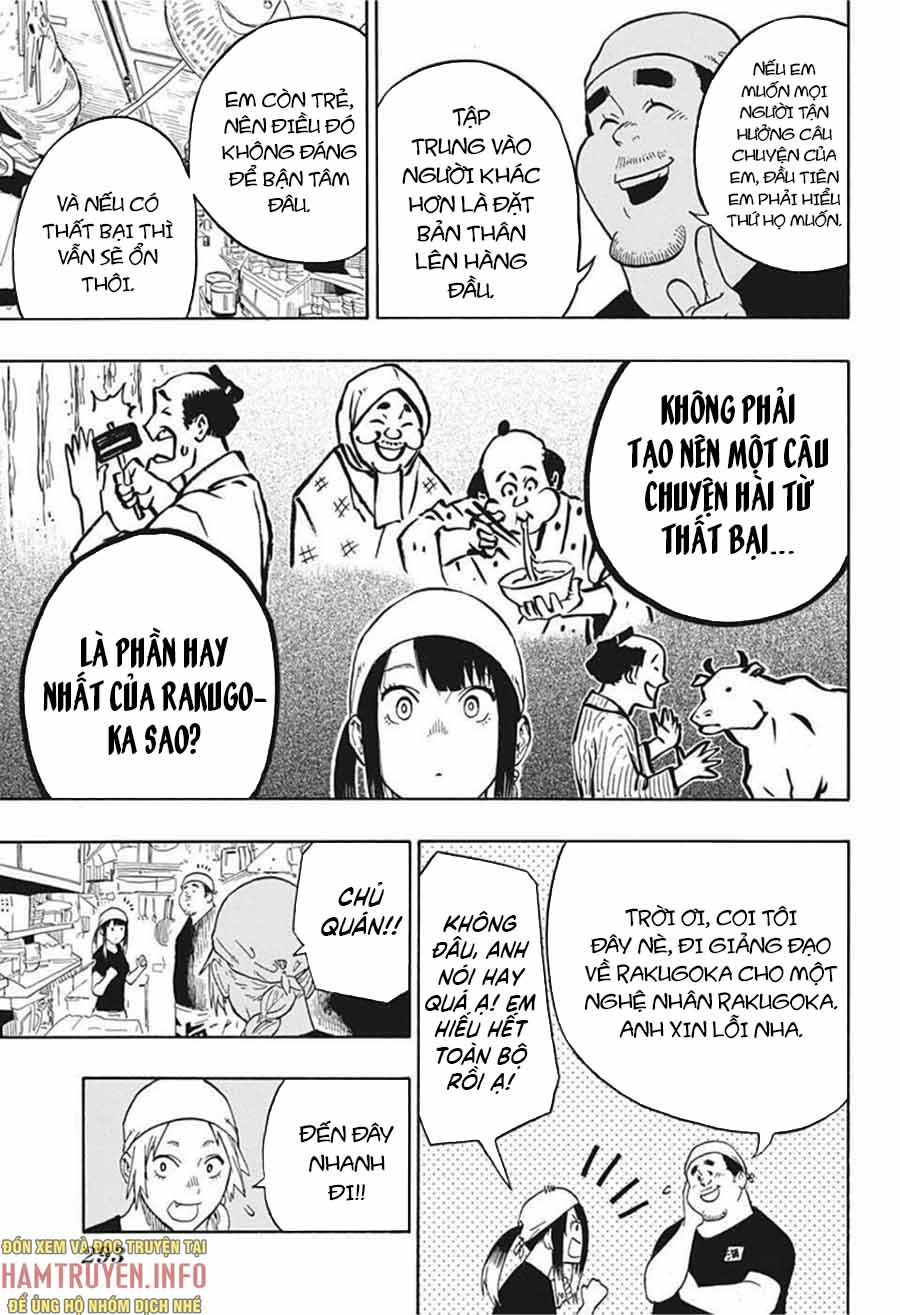 NẾU EM
MUỐN MỌI
NGƯỜI TẬN
HƯỞNG CÂU
CHUYỆN CỦA
EM, ĐẦU TIÊN
EM PHẢI HIỂU
THỨ HỌ MUỐN.
TẬP
TRUNG VÀO
NGƯỜI KHÁC
HƠN LÀ ĐẶT
BẢN THÂN
LÊN HÀNG
ĐẦU.
EM CÒN TRẺ,
NÊN ĐIỀU ĐÓ
KHÔNG ĐÁNG
ĐỂ BẬN TÂM
ĐÂU.
VÀ NẾU CÓ
THẤT BẠI THÌ
VẪN SẼ ỔN
THÔI.
KHÔNG PHẢI
TẠO NÊN MỘT CÂU
CHUYỆN HÀI TỪ
THẤT BẠI...
LÀ PHẦN HAY
NHẤT CỦA RAKUGO-
KA SAO?
TRỜI ƠI, COI TÔI
ĐÂY NÈ, ĐI GIẢNG ĐẠO
VỀ RAKUGOKA CHO MỘT
NGHỆ NHÂN RAKUGOKA.
ANH XIN LỖI NHA.
KHÔNG
ĐÂU, ANH
NÓI HAY
QUÁ Ạ! EM
HIỂU HẾT
TOÀN BỘ
RỒI Ạ!
CHỦ
QUÁN!!
ĐẾN ĐÂY
NHANH
ĐI!!
293
ĐÓN XEM VÀ ĐỌC TRUYỆN TẠI
HAMTRUYEN.INFO
ĐỂ ỦNG HỘ NHÓM DỊCH NHÉ